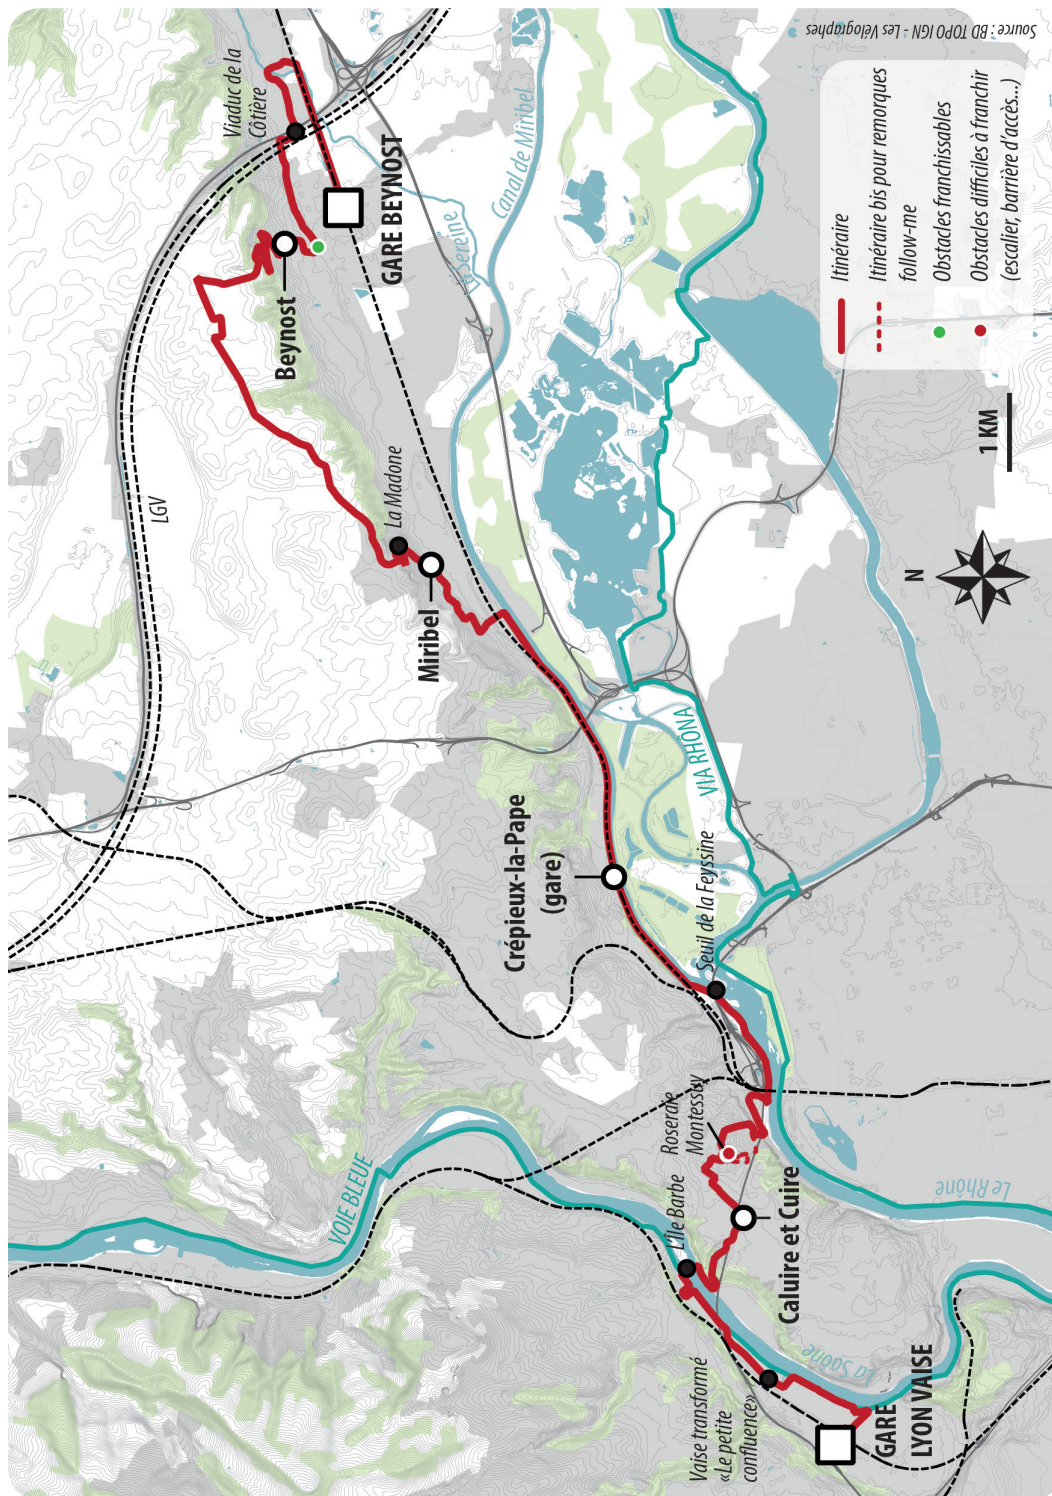 Source : BD TOPO IGN - Les Vélographes
Viaduc de la
Côtière
GARE BEYNOST
Beynost
La Sereine
Canal de Miribel
LGV
La Madone
Miribel
Crépieux-la-Pape
(gare)
VIA RHÔNA
Seuil de la Feyssine
Roseraie
Montessuy
VOIE BLEUE
L'Île Barbe
Caluire et Cuire
Le Rhône
La Saône
Vaise transformé
«Le petite
confluence»
GARE
LYON VAISE
N
1 KM
Itinéraire
Itinéraire bis pour remorques
follow-me
Obstacles franchissables
Obstacles difficiles à franchir
(escalier, barrière d'accès...)